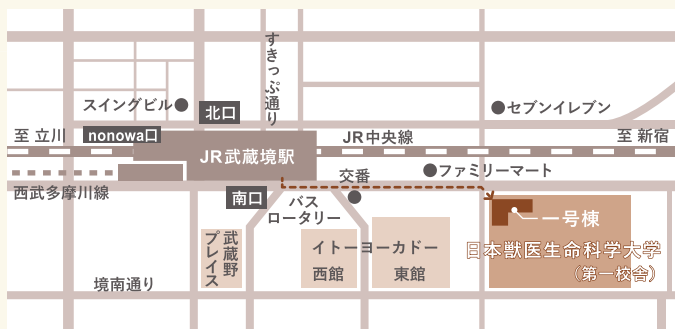 すきっぷ通り
スイングビル
北口
セブンイレブン
至 立川
nonowa口
JR中央線
至 新宿
JR武蔵境駅
ファミリーマート
交番
西武多摩川線
南口
バス
ロータリー
一号棟
武蔵野
プレイス
イトーヨーカドー
西館
東館
日本獣医生命科学大学
(第一校舎)
境南通り